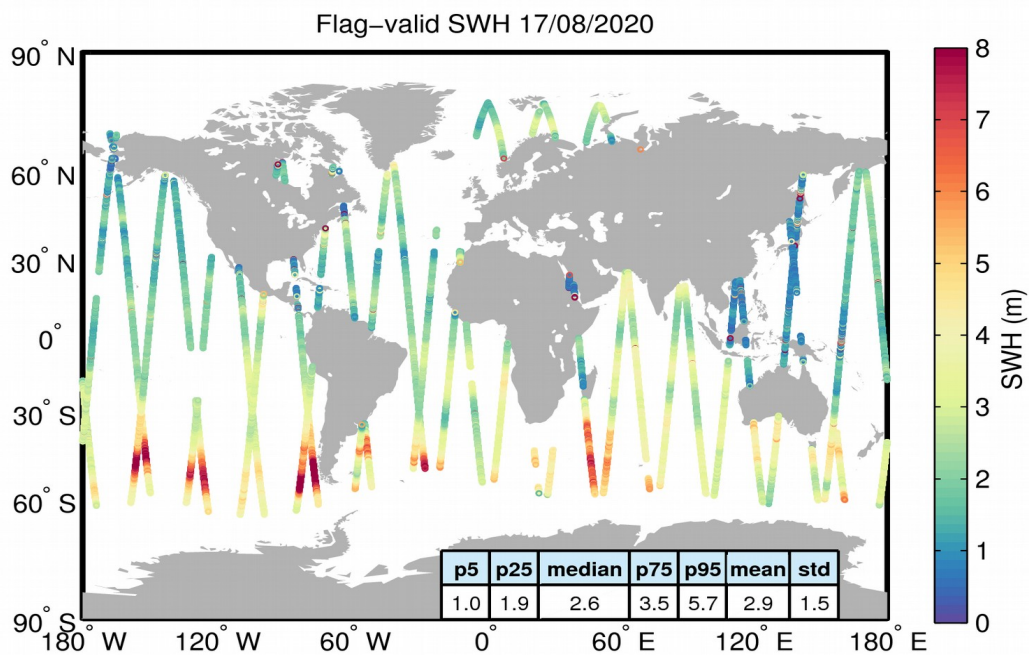 Flag−valid SWH 17/08/2020
90° N
60° N
30° N
0°
30° S
60° S
90° S
180° W
120° W
60° W
0°
60° E
120° E
180° E
8
7
6
5
4
3
2
1
0
SWH (m)
p5 p25 median p75 p95 mean std
1.0 1.9 2.6 3.5 5.7 2.9 1.5